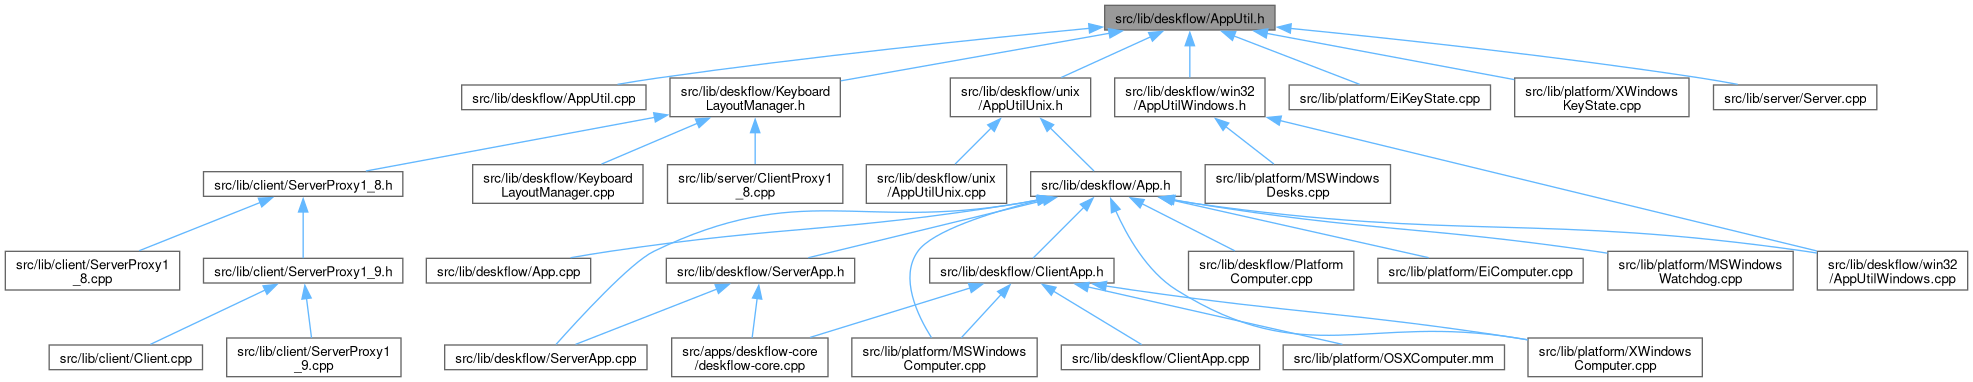 src/lib/deskflow/AppUtil.h
src/lib/deskflow/AppUtil.cpp
src/lib/deskflow/Keyboard
LayoutManager.h
src/lib/deskflow/unix
/AppUtilUnix.h
src/lib/deskflow/win32
/AppUtilWindows.h
src/lib/platform/EiKeyState.cpp
src/lib/platform/XWindows
KeyState.cpp
src/lib/server/Server.cpp
src/lib/client/ServerProxy1_8.h
src/lib/deskflow/Keyboard
LayoutManager.cpp
src/lib/server/ClientProxy1
_8.cpp
src/lib/deskflow/unix
/AppUtilUnix.cpp
src/lib/deskflow/App.h
src/lib/platform/MSWindows
Desks.cpp
src/lib/client/ServerProxy1
_8.cpp
src/lib/client/ServerProxy1_9.h
src/lib/deskflow/App.cpp
src/lib/deskflow/ServerApp.h
src/lib/deskflow/ClientApp.h
src/lib/deskflow/Platform
Computer.cpp
src/lib/platform/EiComputer.cpp
src/lib/platform/MSWindows
Watchdog.cpp
src/lib/deskflow/win32
/AppUtilWindows.cpp
src/lib/client/Client.cpp
src/lib/client/ServerProxy1
_9.cpp
src/lib/deskflow/ServerApp.cpp
src/apps/deskflow-core
/deskflow-core.cpp
src/lib/platform/MSWindows
Computer.cpp
src/lib/deskflow/ClientApp.cpp
src/lib/platform/OSXComputer.mm
src/lib/platform/XWindows
Computer.cpp